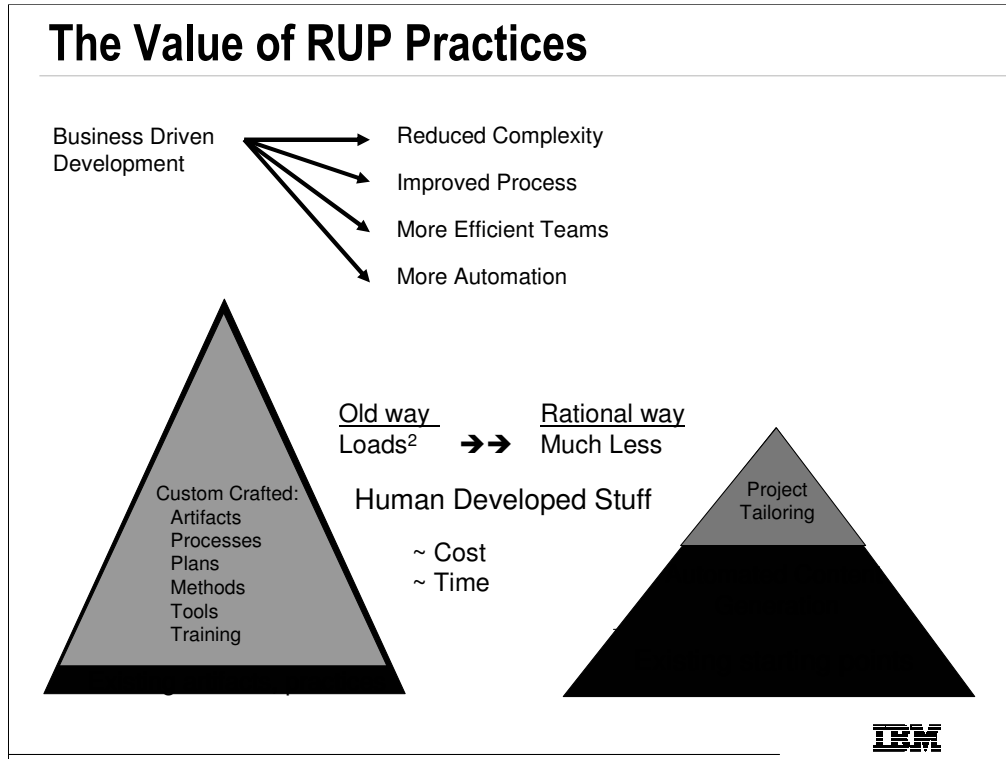 The Value of RUP Practices
Business Driven
Development
Reduced Complexity
Improved Process
More Efficient Teams
More Automation
Old way
Loads²
➔➔
Rational way
Much Less
Human Developed Stuff
~ Cost
~ Time
Custom Crafted:
Artifacts
Processes
Plans
Methods
Tools
Training
Project
Tailoring
IBM